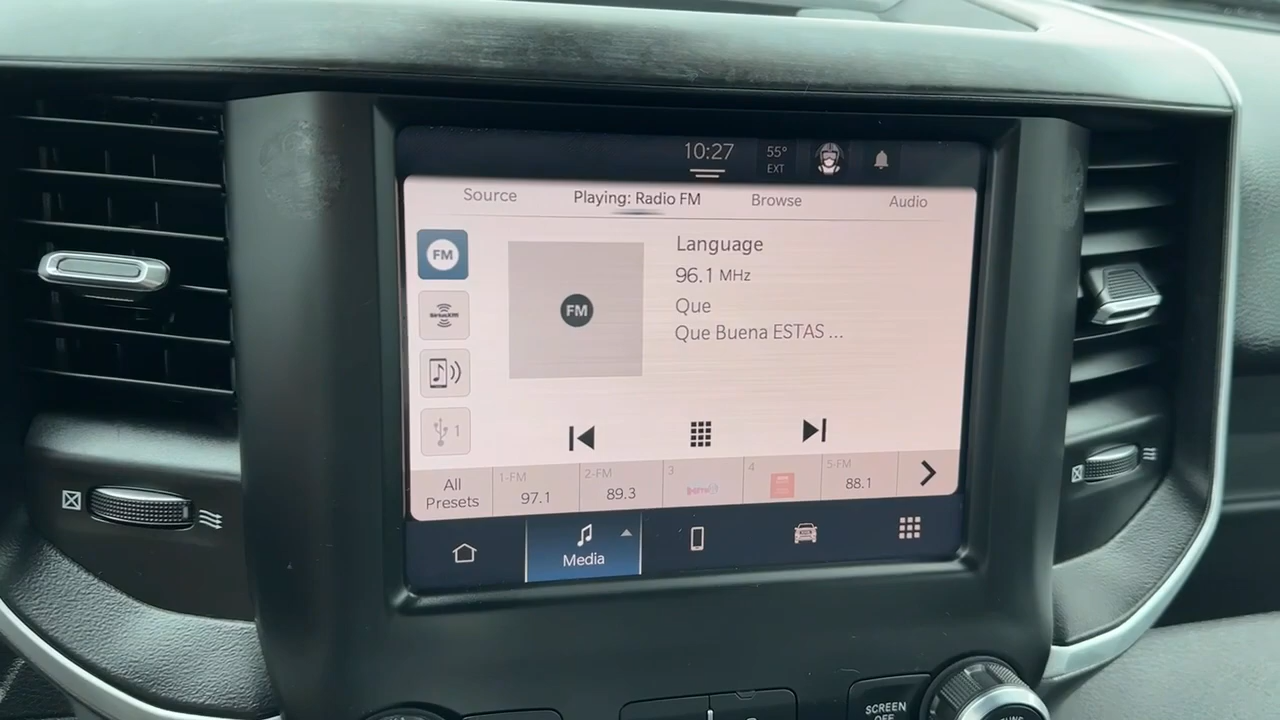 10:27
55°
EXT
Source
Playing: Radio FM
Browse
Audio
FM
SiriusXM
1
FM
Language
96.1 MHz
Que
Que Buena ESTAS ...
All
Presets
1-FM
97.1
2-FM
89.3
3
4
5-FM
88.1
Media
SCREEN
OFF